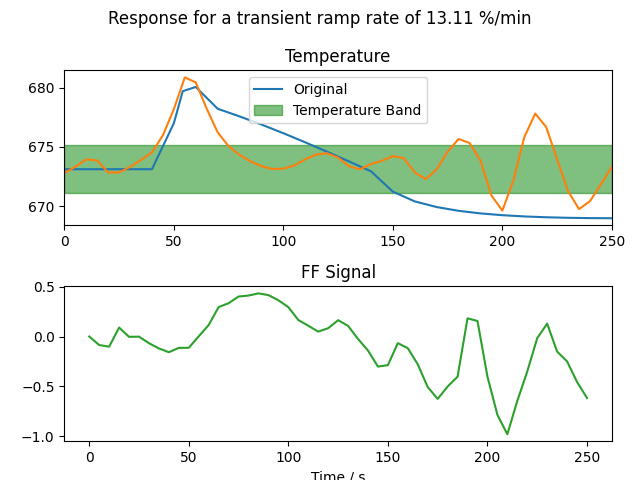 Response for a transient ramp rate of 13.11 %/min
Temperature
680
675
670
Original
Temperature Band
0 50 100 150 200 250
FF Signal
0.5
0.0
−0.5
−1.0
0 50 100 150 200 250
Time / s